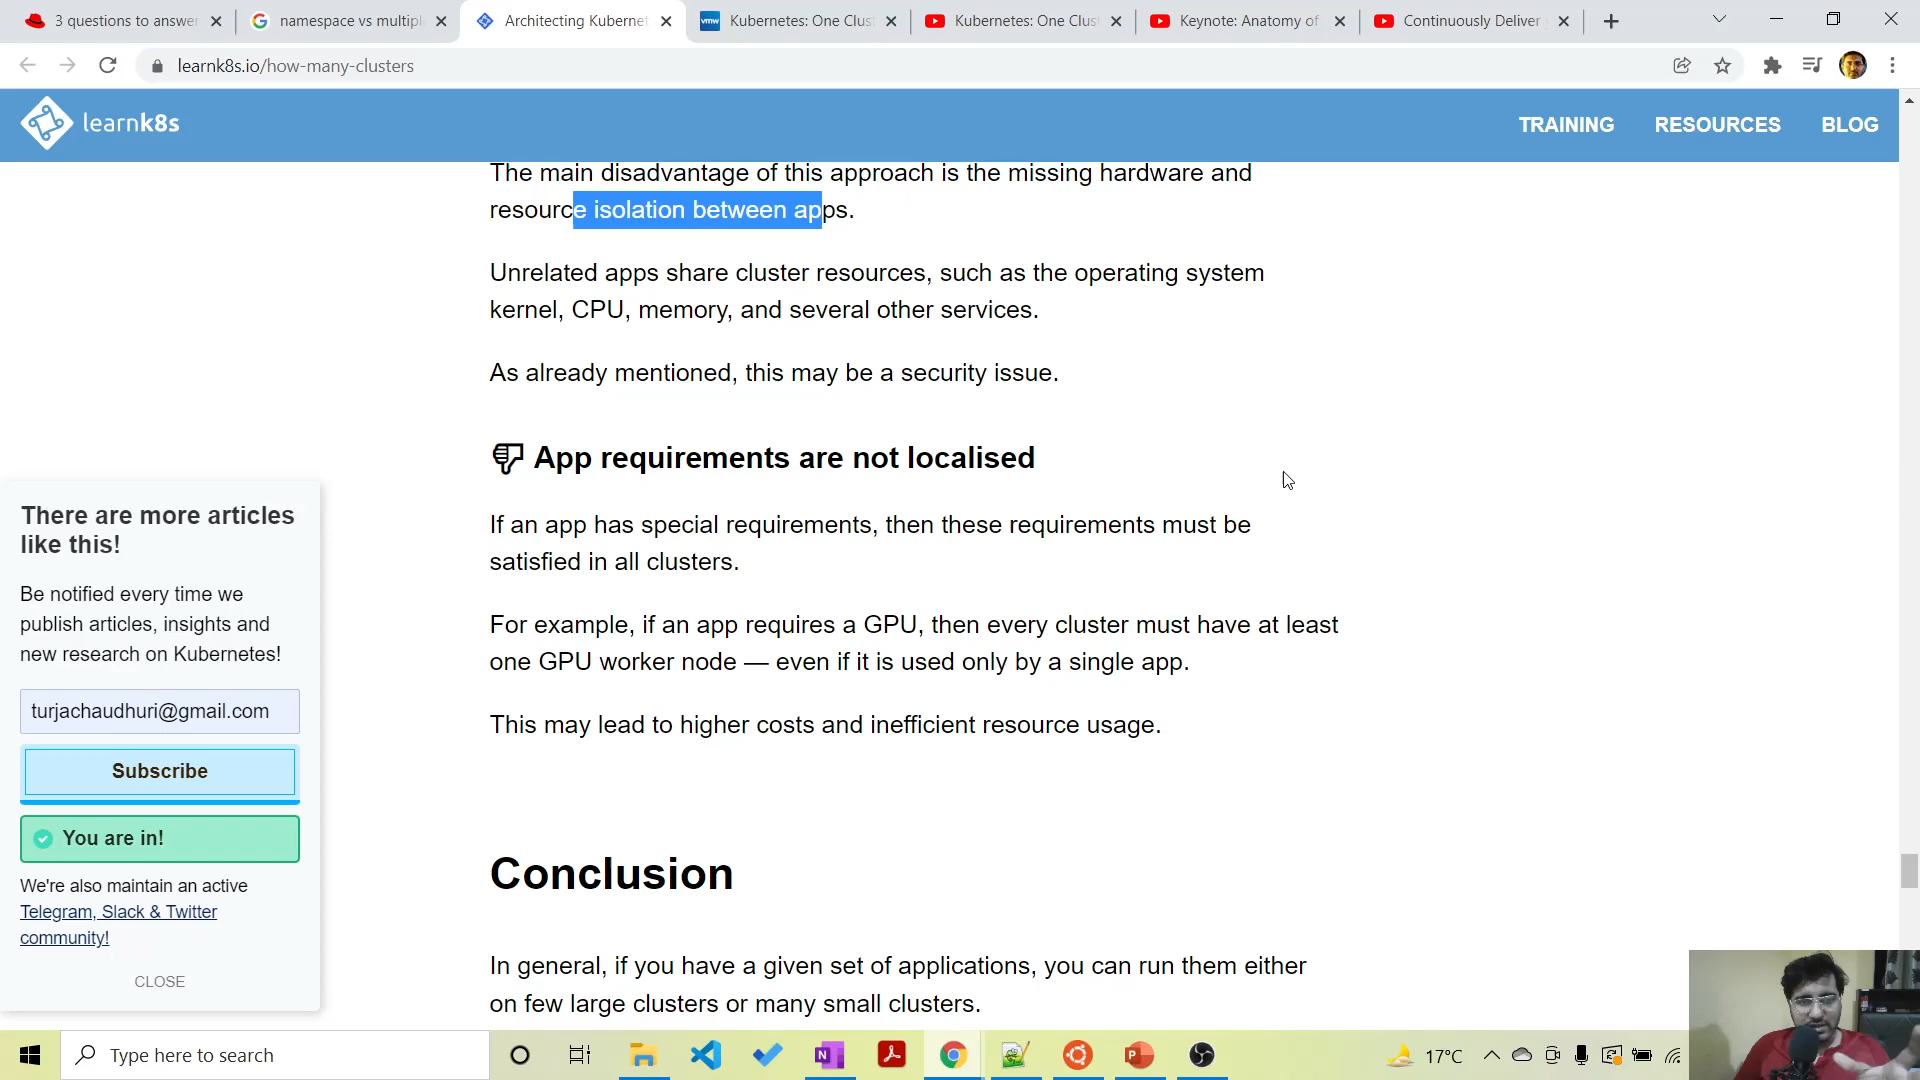 3 questions to answer
namespace vs multipl
Architecting Kubernet
vmw
Kubernetes: One Clust
Kubernetes: One Clust
Keynote: Anatomy of
Continuously Deliver
learnk8s.io/how-many-clusters
learnk8s
TRAINING
RESOURCES
BLOG
The main disadvantage of this approach is the missing hardware and
resource isolation between apps.
Unrelated apps share cluster resources, such as the operating system
kernel, CPU, memory, and several other services.
As already mentioned, this may be a security issue.
App requirements are not localised
If an app has special requirements, then these requirements must be
satisfied in all clusters.
For example, if an app requires a GPU, then every cluster must have at least
one GPU worker node — even if it is used only by a single app.
This may lead to higher costs and inefficient resource usage.
Conclusion
In general, if you have a given set of applications, you can run them either
on few large clusters or many small clusters.
There are more articles
like this!
Be notified every time we
publish articles, insights and
new research on Kubernetes!
turjachaudhuri@gmail.com
Subscribe
You are in!
We're also maintain an active
Telegram, Slack & Twitter
community!
CLOSE
Type here to search
17°C